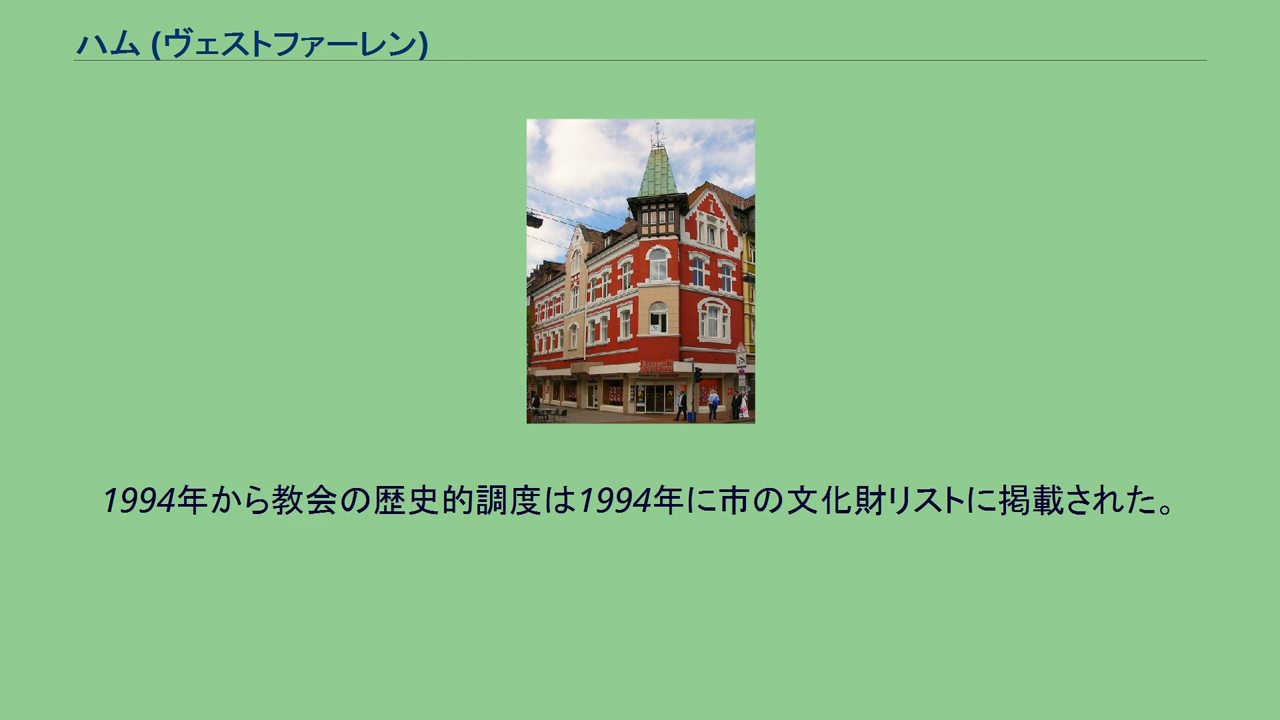 ハム (ヴェストファーレン)
1994年から教会の歴史的調度は1994年に市の文化財リストに掲載された。